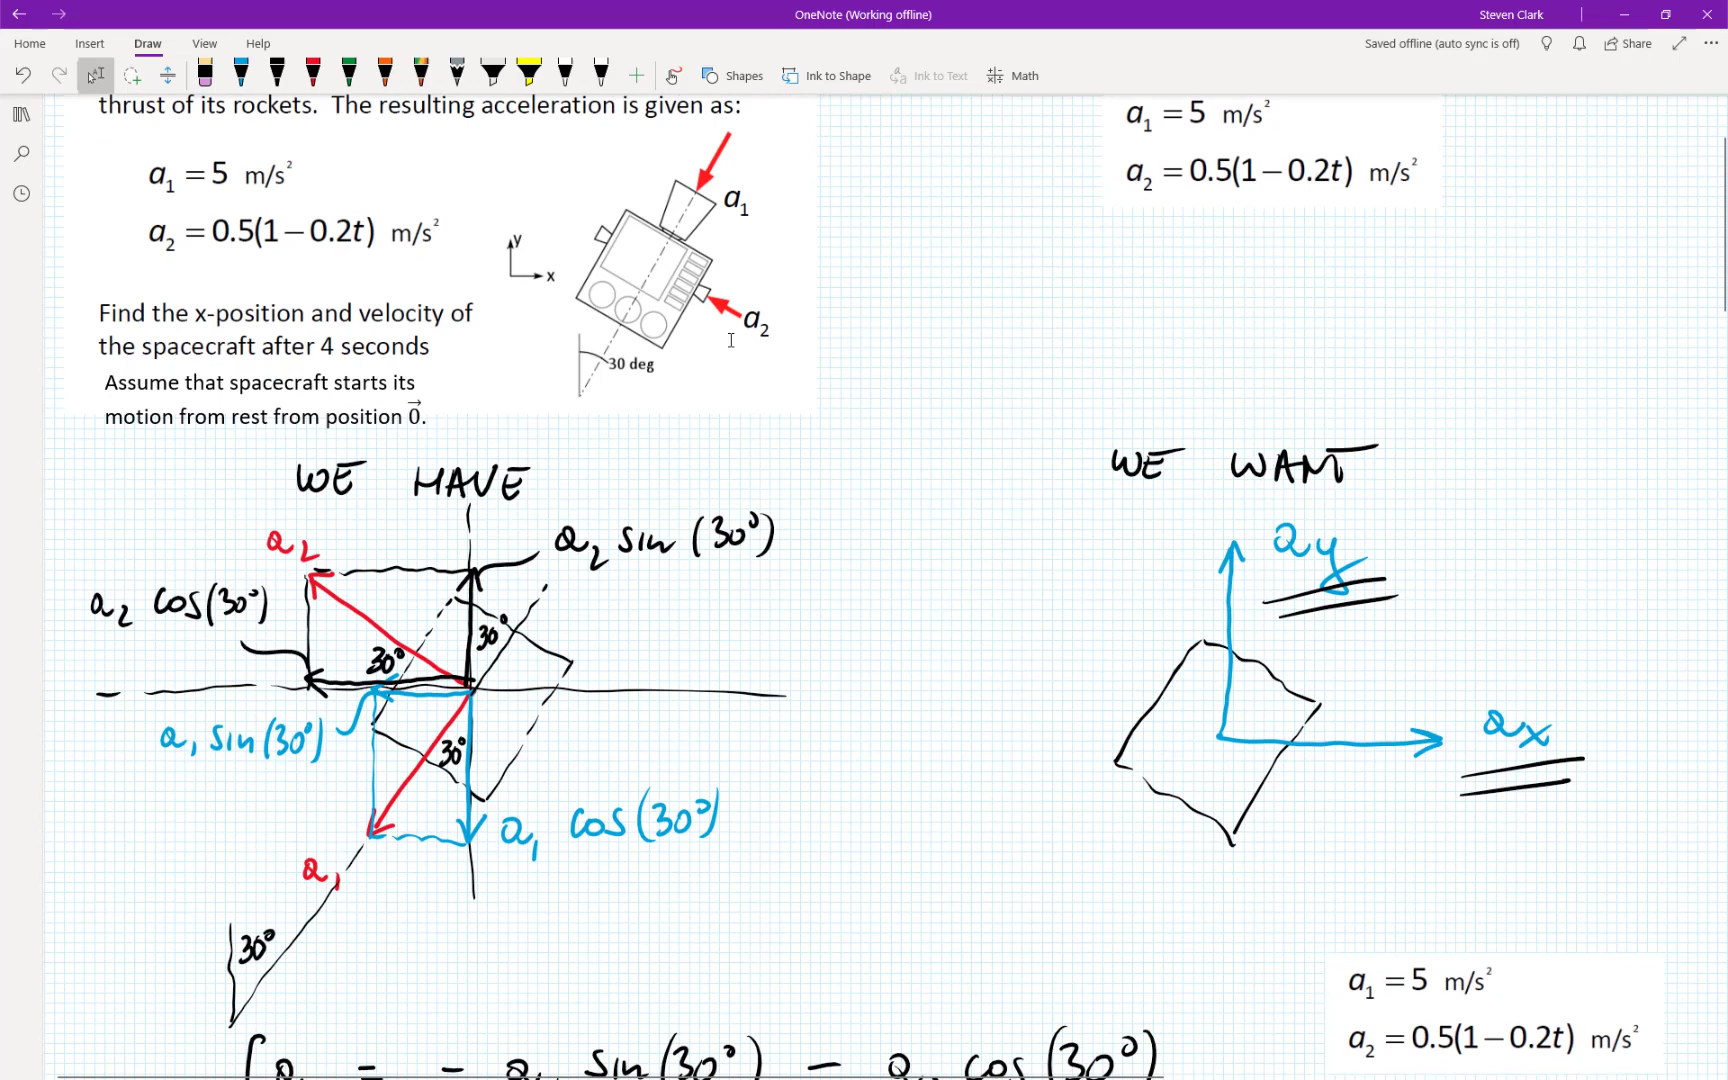 OneNote (Working offline)
Steven Clark
Home Insert Draw View Help
Saved offline (auto sync is off) Share
Shapes Ink to Shape Ink to Text Math
thrust of its rockets. The resulting acceleration is given as:
a₁ = 5 m/s²
a₂ = 0.5(1 − 0.2t) m/s²
y
x
a₁
a₂
30 deg
Find the x-position and velocity of
the spacecraft after 4 seconds
Assume that spacecraft starts its
motion from rest from position 0⃗.
a₁ = 5 m/s²
a₂ = 0.5(1 − 0.2t) m/s²
WE HAVE
a₂
a₂ sin(30°)
a₂ cos(30°)
30°
30°
a₁ sin(30°)
30°
a₁ cos(30°)
a₁
30°
WE WANT
ay
ax
a₁ = 5 m/s²
a₂ = 0.5(1 − 0.2t) m/s²
= − sin(30°) − cos(30°)